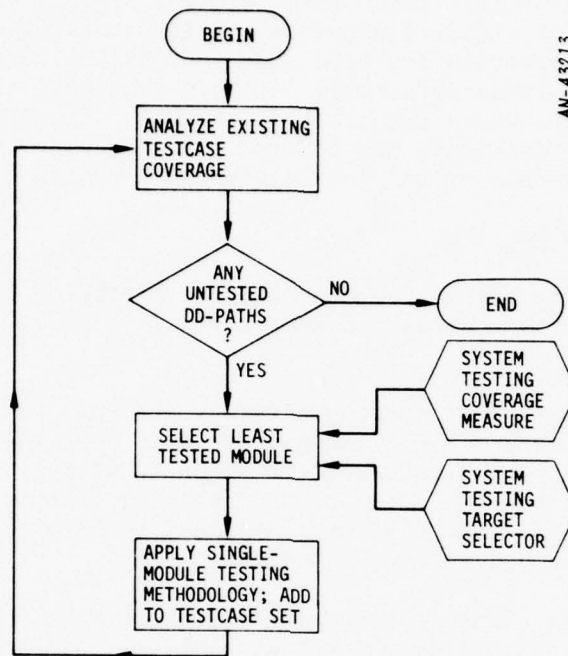 BEGIN
AN-43213
ANALYZE EXISTING
TESTCASE
COVERAGE
ANY
UNTESTED
DD-PATHS
?
NO
END
YES
SYSTEM
TESTING
COVERAGE
MEASURE
SELECT LEAST
TESTED MODULE
SYSTEM
TESTING
TARGET
SELECTOR
APPLY SINGLE-
MODULE TESTING
METHODOLOGY; ADD
TO TESTCASE SET